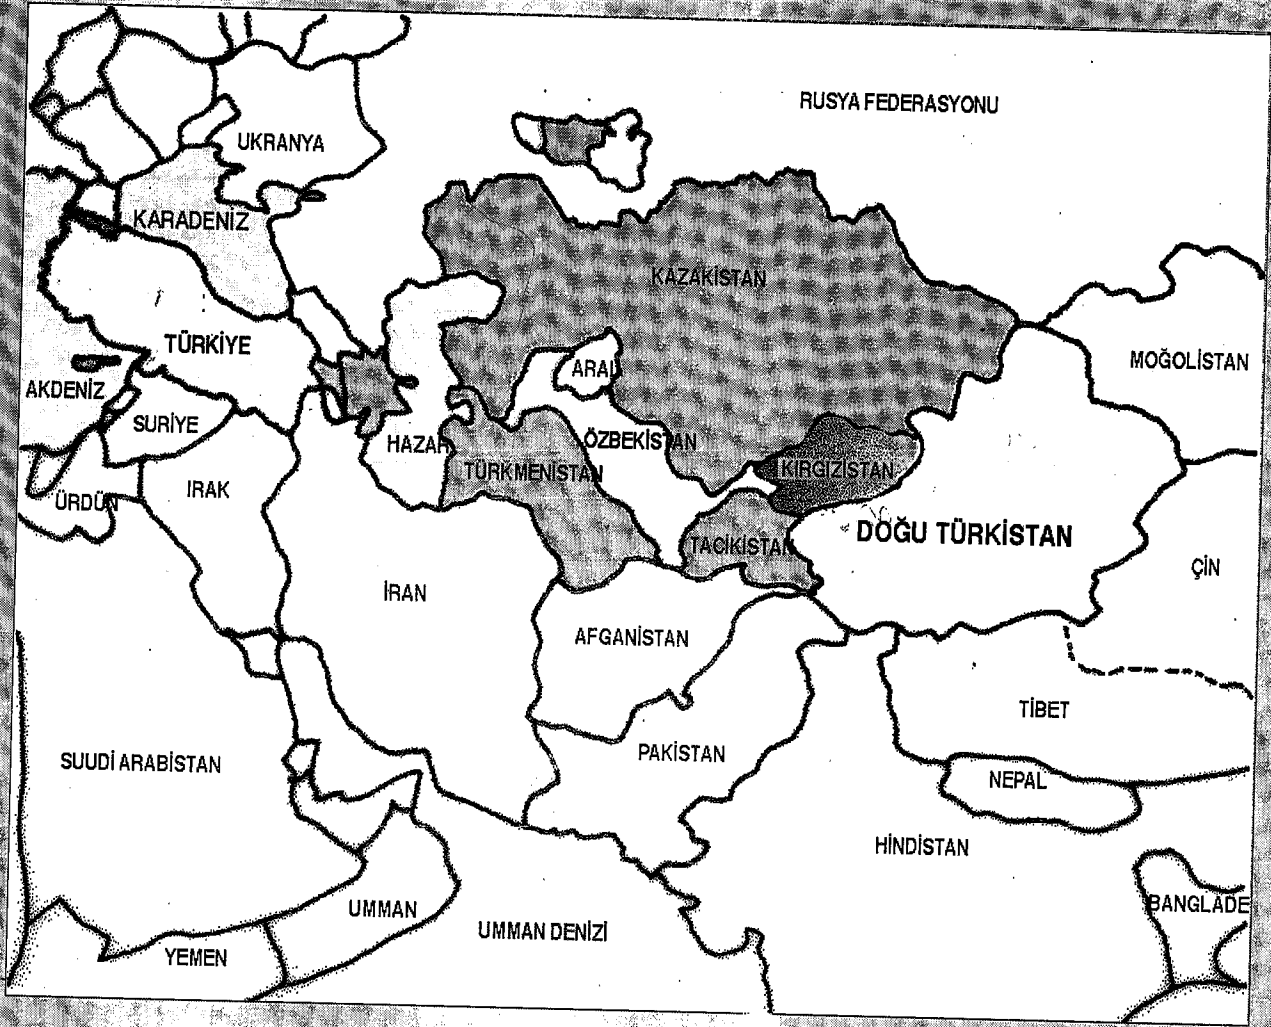 RUSYA FEDERASYONU
UKRANYA
KARADENİZ
KAZAKİSTAN
TÜRKİYE
MOĞOLİSTAN
ARAL
AKDENİZ
SURİYE
HAZAR
ÖZBEKİSTAN
TÜRKMENİSTAN
KIRGIZİSTAN
IRAK
ÜRDÜN
DOĞU TÜRKİSTAN
TACİKİSTAN
ÇİN
İRAN
AFGANİSTAN
TİBET
PAKİSTAN
SUUDİ ARABİSTAN
NEPAL
HİNDİSTAN
BANGLADE
UMMAN
UMMAN DENİZİ
YEMEN